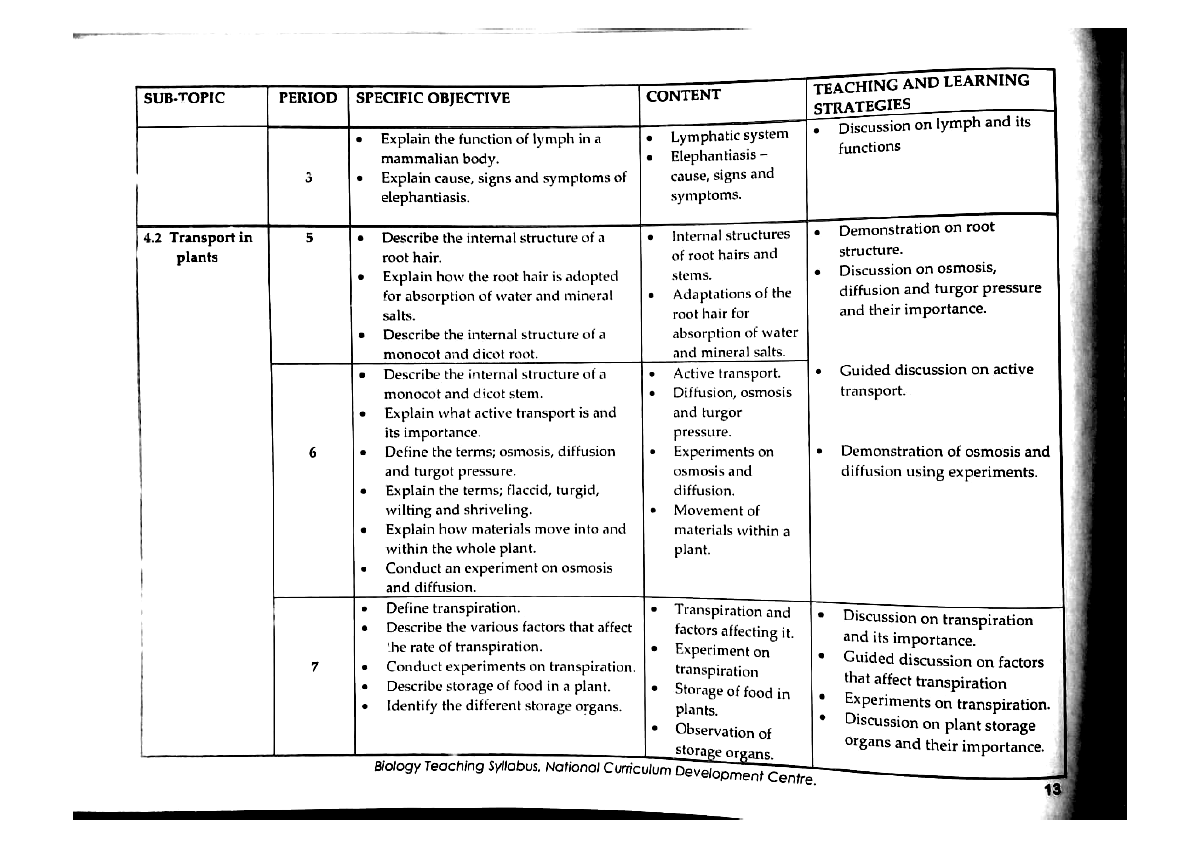 SUB-TOPIC
PERIOD
SPECIFIC OBJECTIVE
CONTENT
TEACHING AND LEARNING
STRATEGIES
3
• Explain the function of lymph in a
mammalian body.
• Explain cause, signs and symptoms of
elephantiasis.
• Lymphatic system
• Elephantiasis –
cause, signs and
symptoms.
• Discussion on lymph and its
functions
4.2 Transport in
plants
5
• Describe the internal structure of a
root hair.
• Explain how the root hair is adopted
for absorption of water and mineral
salts.
• Describe the internal structure of a
monocot and dicot root.
• Internal structures
of root hairs and
stems.
• Adaptations of the
root hair for
absorption of water
and mineral salts.
• Demonstration on root
structure.
• Discussion on osmosis,
diffusion and turgor pressure
and their importance.
6
• Describe the internal structure of a
monocot and dicot stem.
• Explain what active transport is and
its importance.
• Define the terms; osmosis, diffusion
and turgot pressure.
• Explain the terms; flaccid, turgid,
wilting and shriveling.
• Explain how materials move into and
within the whole plant.
• Conduct an experiment on osmosis
and diffusion.
• Active transport.
• Diffusion, osmosis
and turgor
pressure.
• Experiments on
osmosis and
diffusion.
• Movement of
materials within a
plant.
• Guided discussion on active
transport.
• Demonstration of osmosis and
diffusion using experiments.
7
• Define transpiration.
• Describe the various factors that affect
the rate of transpiration.
• Conduct experiments on transpiration.
• Describe storage of food in a plant.
• Identify the different storage organs.
• Transpiration and
factors affecting it.
• Experiment on
transpiration
• Storage of food in
plants.
• Observation of
storage organs.
• Discussion on transpiration
and its importance.
• Guided discussion on factors
that affect transpiration
• Experiments on transpiration.
• Discussion on plant storage
organs and their importance.
Biology Teaching Syllabus, National Curriculum Development Centre.
13